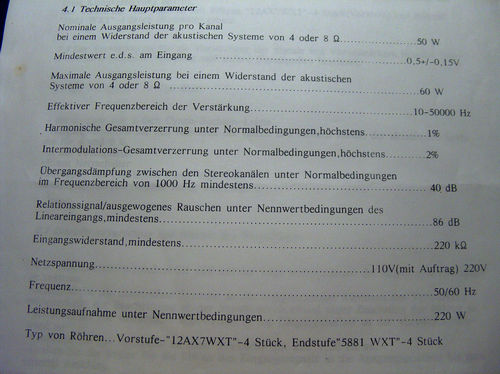 4.1 Technische Hauptparameter
Nominale Ausgangsleistung pro Kanal
bei einem Widerstand der akustischen Systeme von 4 oder 8 Ω....................50 W
Mindestwert e.d.s. am Eingang ....................0,5+/-0,15V
Maximale Ausgangsleistung bei einem Widerstand der akustischen
Systeme von 4 oder 8 Ω ....................60 W
Effektiver Frequenzbereich der Verstärkung....................10-50000 Hz
Harmonische Gesamtverzerrung unter Normalbedingungen,höchstens....................1%
Intermodulations-Gesamtverzerrung unter Normalbedingungen,höchstens....................2%
Übergangsdämpfung zwischen den Stereokanälen unter Normalbedingungen
im Frequenzbereich von 1000 Hz mindestens....................40 dB
Relationssignal/ausgewogenes Rauschen unter Nennwertbedingungen des
Lineareingangs,mindestens....................86 dB
Eingangswiderstand,mindestens....................220 kΩ
Netzspannung....................110V(mit Auftrag) 220V
Frequenz....................50/60 Hz
Leistungsaufnahme unter Nennwertbedingungen....................220 W
Typ von Röhren...Vorstufe-"12AX7WXT"-4 Stück, Endstufe"5881 WXT"-4 Stück